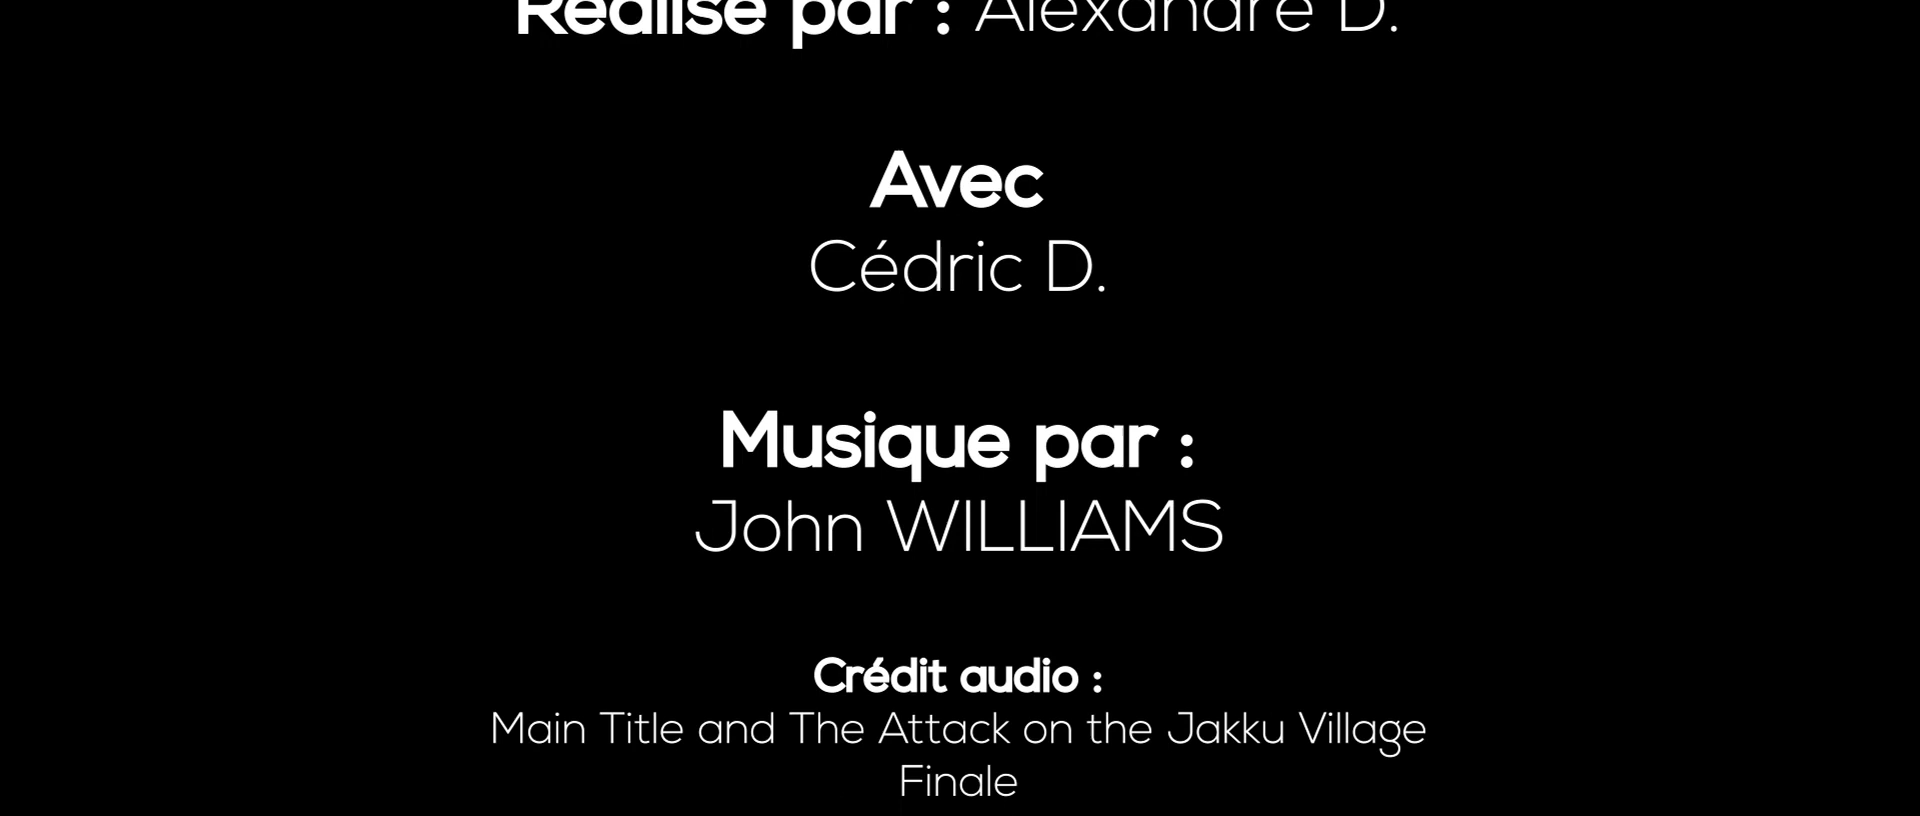 Réalisé par : Alexandre D.
Avec
Cédric D.
Musique par :
John WILLIAMS
Crédit audio :
Main Title and The Attack on the Jakku Village
Finale